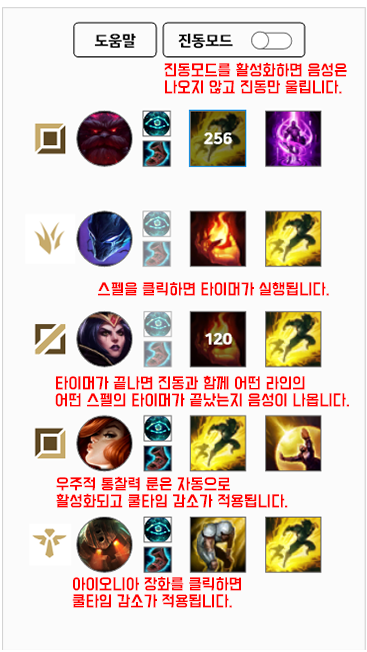 도움말
진동모드
진동모드를 활성화하면 음성은
나오지 않고 진동만 울립니다.
256
스펠을 클릭하면 타이머가 실행됩니다.
120
타이머가 끝나면 진동과 함께 어떤 라인의
어떤 스펠의 타이머가 끝났는지 음성이 나옵니다.
우주적 통찰력 룬은 자동으로
활성화되고 쿨타임 감소가 적용됩니다.
아이오니아 장화를 클릭하면
쿨타임 감소가 적용됩니다.